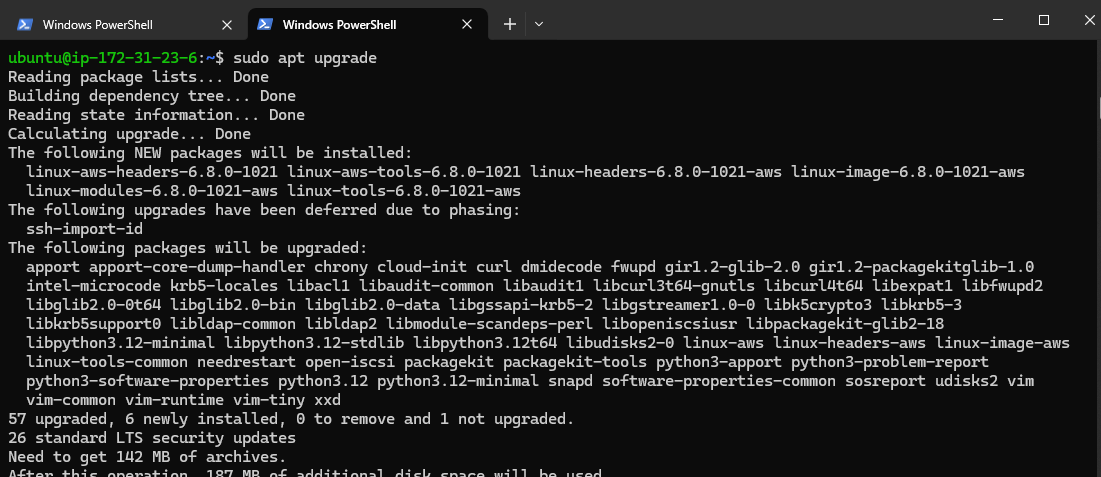 Windows PowerShell
Windows PowerShell
ubuntu@ip-172-31-23-6:~$ sudo apt upgrade
Reading package lists... Done
Building dependency tree... Done
Reading state information... Done
Calculating upgrade... Done
The following NEW packages will be installed:
  linux-aws-headers-6.8.0-1021 linux-aws-tools-6.8.0-1021 linux-headers-6.8.0-1021-aws linux-image-6.8.0-1021-aws
  linux-modules-6.8.0-1021-aws linux-tools-6.8.0-1021-aws
The following upgrades have been deferred due to phasing:
  ssh-import-id
The following packages will be upgraded:
  apport apport-core-dump-handler chrony cloud-init curl dmidecode fwupd gir1.2-glib-2.0 gir1.2-packagekitglib-1.0
  intel-microcode krb5-locales libacl1 libaudit-common libaudit1 libcurl3t64-gnutls libcurl4t64 libexpat1 libfwupd2
  libglib2.0-0t64 libglib2.0-bin libglib2.0-data libgssapi-krb5-2 libgstreamer1.0-0 libk5crypto3 libkrb5-3
  libkrb5support0 libldap-common libldap2 libmodule-scandeps-perl libopeniscsiusr libpackagekit-glib2-18
  libpython3.12-minimal libpython3.12-stdlib libpython3.12t64 libudisks2-0 linux-aws linux-headers-aws linux-image-aws
  linux-tools-common needrestart open-iscsi packagekit packagekit-tools python3-apport python3-problem-report
  python3-software-properties python3.12 python3.12-minimal snapd software-properties-common sosreport udisks2 vim
  vim-common vim-runtime vim-tiny xxd
57 upgraded, 6 newly installed, 0 to remove and 1 not upgraded.
26 standard LTS security updates
Need to get 142 MB of archives.
After this operation, 187 MB of additional disk space will be used.